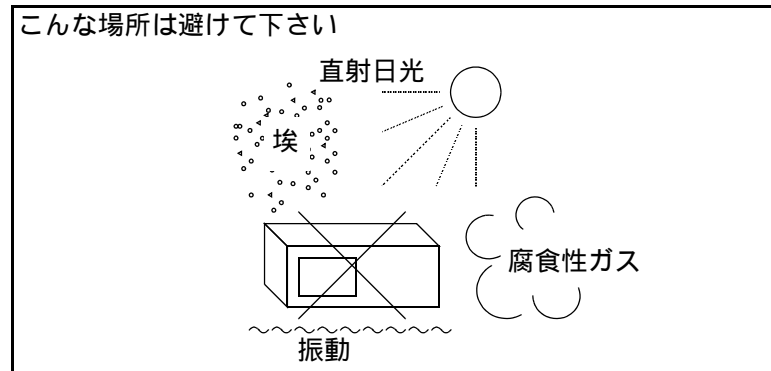 こんな場所は避けて下さい
直射日光
埃
腐食性ガス
振動